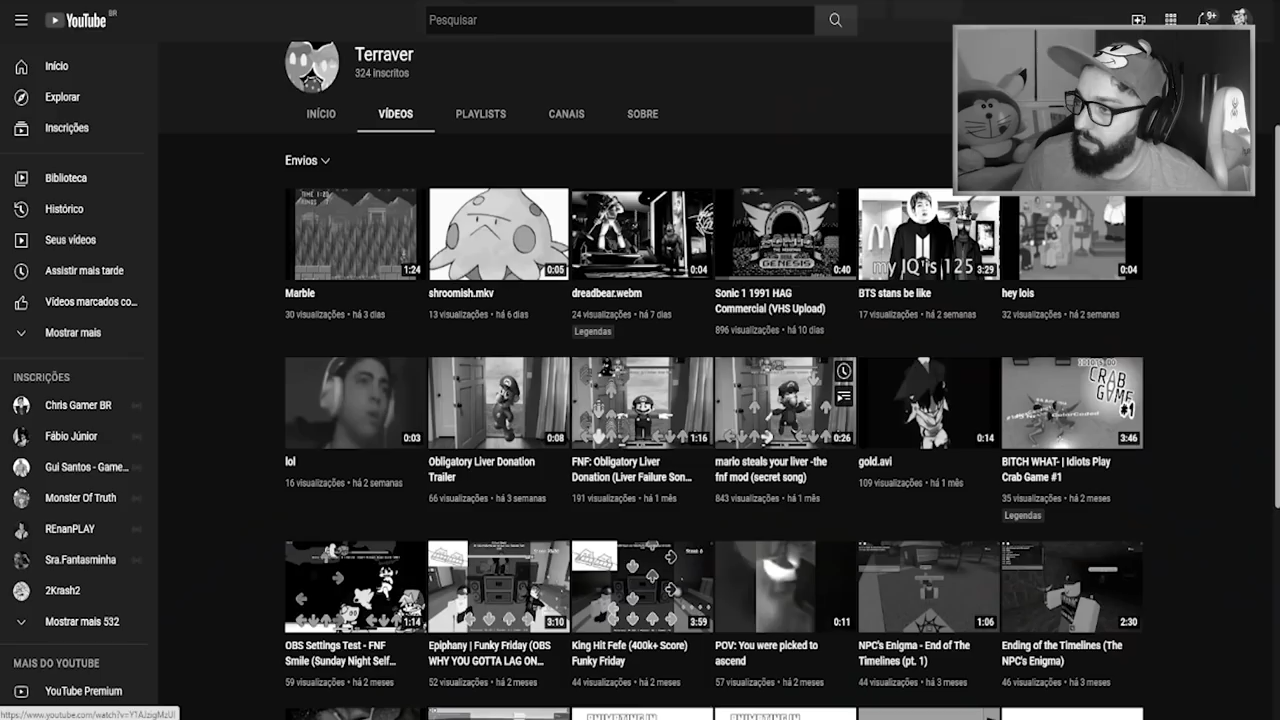 YouTube BR
Pesquisar
9+
Início
Explorar
Inscrições
Biblioteca
Histórico
Seus vídeos
Assistir mais tarde
Vídeos marcados co...
Mostrar mais
INSCRIÇÕES
Chris Gamer BR
Fábio Júnior
Gui Santos - Game...
Monster Of Truth
REnanPLAY
Sra.Fantasminha
2Krash2
Mostrar mais 532
MAIS DO YOUTUBE
YouTube Premium
Terraver
324 inscritos
INÍCIO VÍDEOS PLAYLISTS CANAIS SOBRE
Envios
1:24
Marble
30 visualizações • há 3 dias
0:05
shroomish.mkv
13 visualizações • há 6 dias
0:04
dreadbear.webm
24 visualizações • há 7 dias
Legendas
GENESIS
0:40
Sonic 1 1991 HAG
Commercial (VHS Upload)
896 visualizações • há 10 dias
my IQ is 125
3:29
BTS stans be like
17 visualizações • há 2 semanas
0:04
hey lois
32 visualizações • há 2 semanas
0:03
lol
16 visualizações • há 2 semanas
0:08
Obligatory Liver Donation
Trailer
66 visualizações • há 3 semanas
1:16
FNF: Obligatory Liver
Donation (Liver Failure Son...
191 visualizações • há 1 mês
0:26
mario steals your liver -the
fnf mod (secret song)
843 visualizações • há 1 mês
0:14
gold.avi
109 visualizações • há 1 mês
CRAB
GAME
#1
3:46
BITCH WHAT- | Idiots Play
Crab Game #1
35 visualizações • há 2 meses
Legendas
1:14
OBS Settings Test - FNF
Smile (Sunday Night Self...
59 visualizações • há 2 meses
3:10
Epiphany | Funky Friday (OBS
WHY YOU GOTTA LAG ON...
52 visualizações • há 2 meses
3:59
King Hit Fefe (400k+ Score)
Funky Friday
44 visualizações • há 2 meses
0:11
POV: You were picked to
ascend
57 visualizações • há 2 meses
1:06
NPC's Enigma - End of The
Timelines (pt. 1)
44 visualizações • há 3 meses
2:30
Ending of the Timelines (The
NPC's Enigma)
46 visualizações • há 3 meses
ANIMATING IN
ANIMATING IN